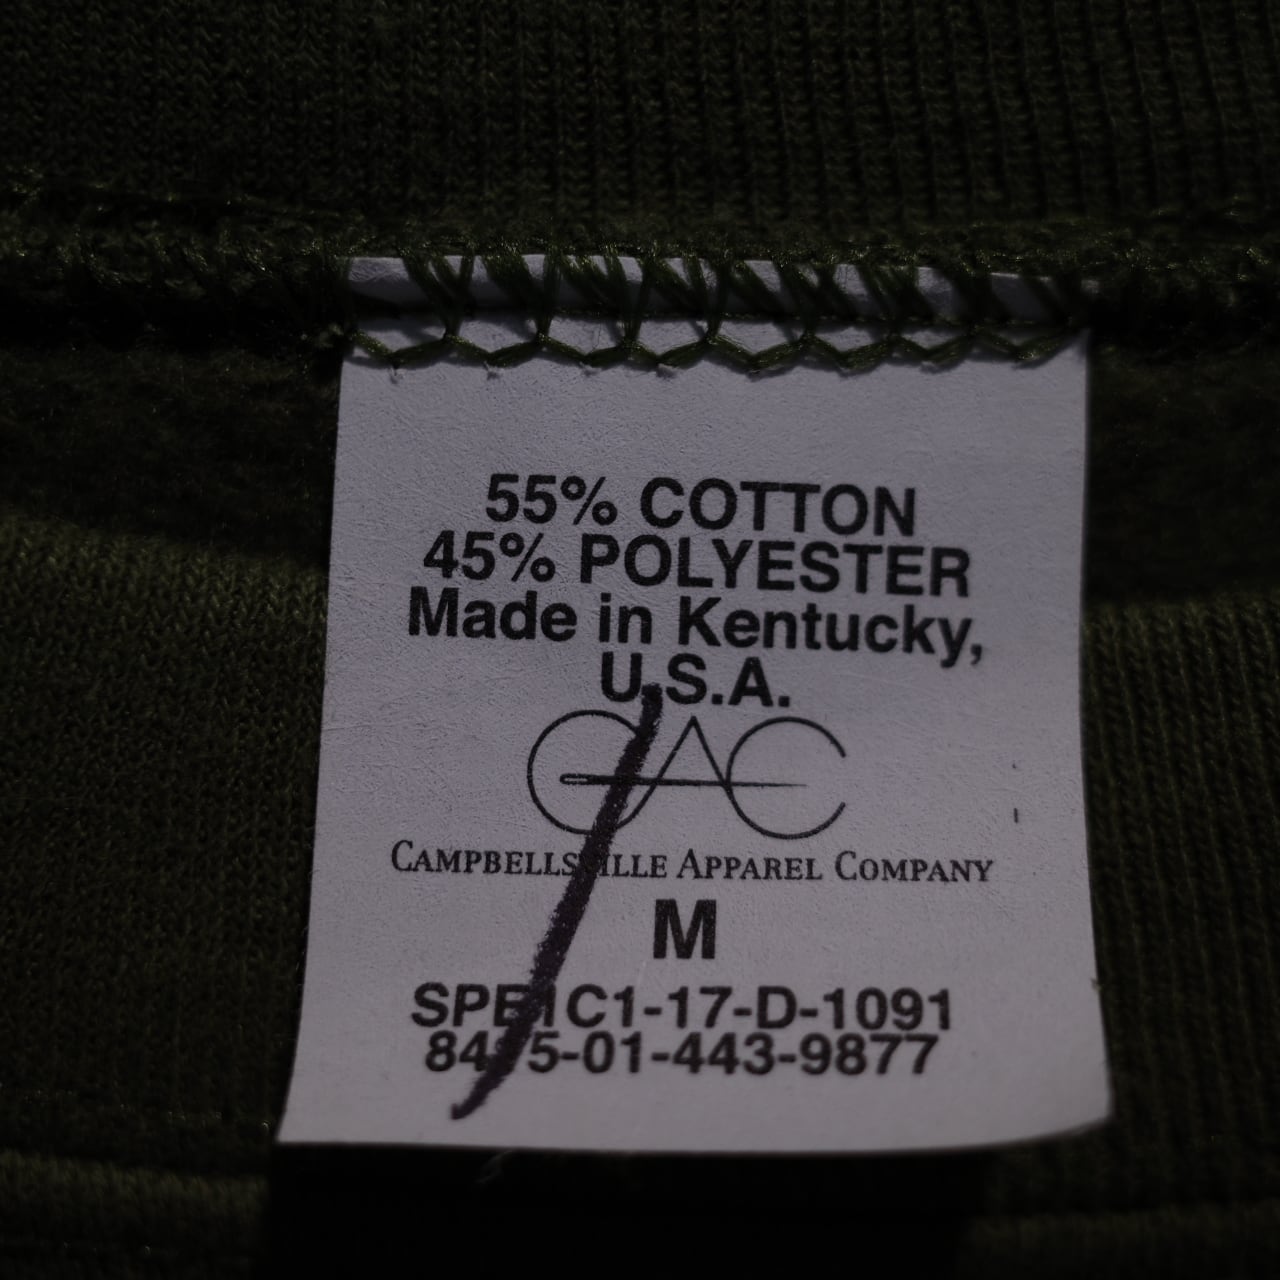 55% COTTON
45% POLYESTER
Made in Kentucky,
U.S.A.
CAC
CAMPBELLSVILLE APPAREL COMPANY
M
SPE1C1-17-D-1091
8415-01-443-9877